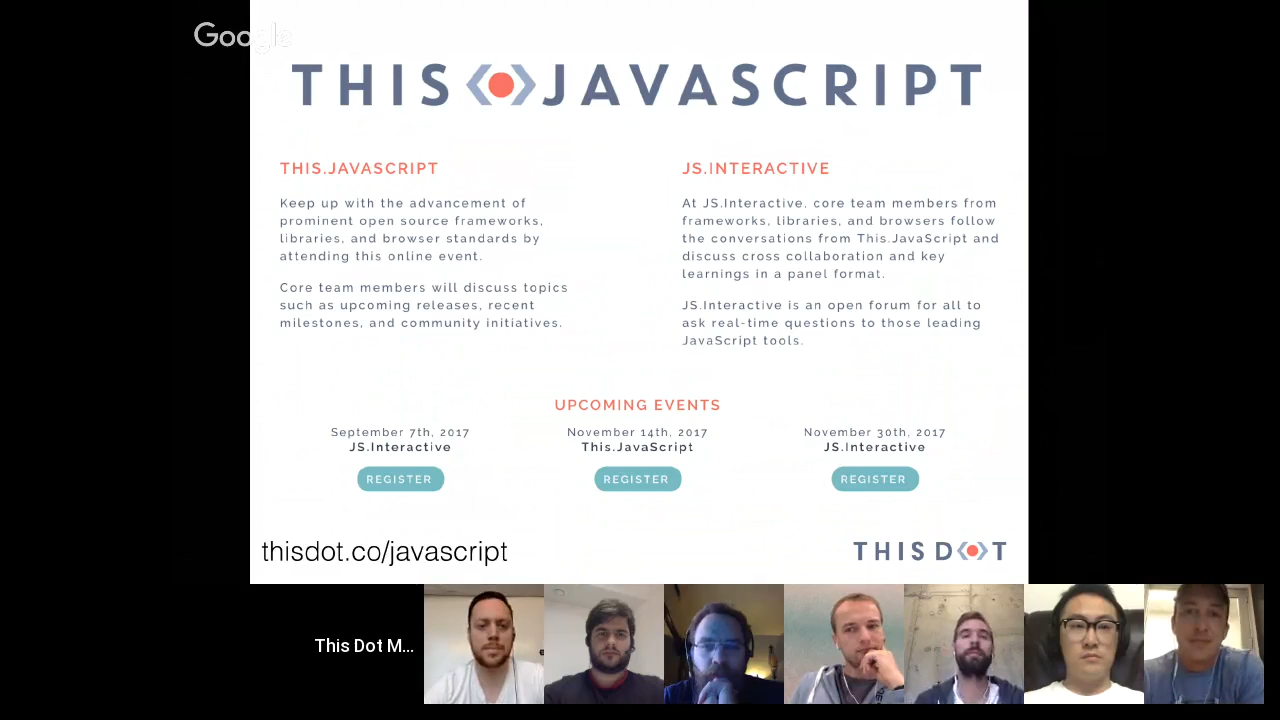 Google
THIS JAVASCRIPT
THIS.JAVASCRIPT
Keep up with the advancement of
prominent open source frameworks,
libraries, and browser standards by
attending this online event.
Core team members will discuss topics
such as upcoming releases, recent
milestones, and community initiatives.
JS.INTERACTIVE
At JS.Interactive, core team members from
frameworks, libraries, and browsers follow
the conversations from This.JavaScript and
discuss cross collaboration and key
learnings in a panel format.
JS.Interactive is an open forum for all to
ask real-time questions to those leading
JavaScript tools.
UPCOMING EVENTS
September 7th, 2017
JS.Interactive
REGISTER
November 14th, 2017
This.JavaScript
REGISTER
November 30th, 2017
JS.Interactive
REGISTER
thisdot.co/javascript
THIS DOT
This Dot M...